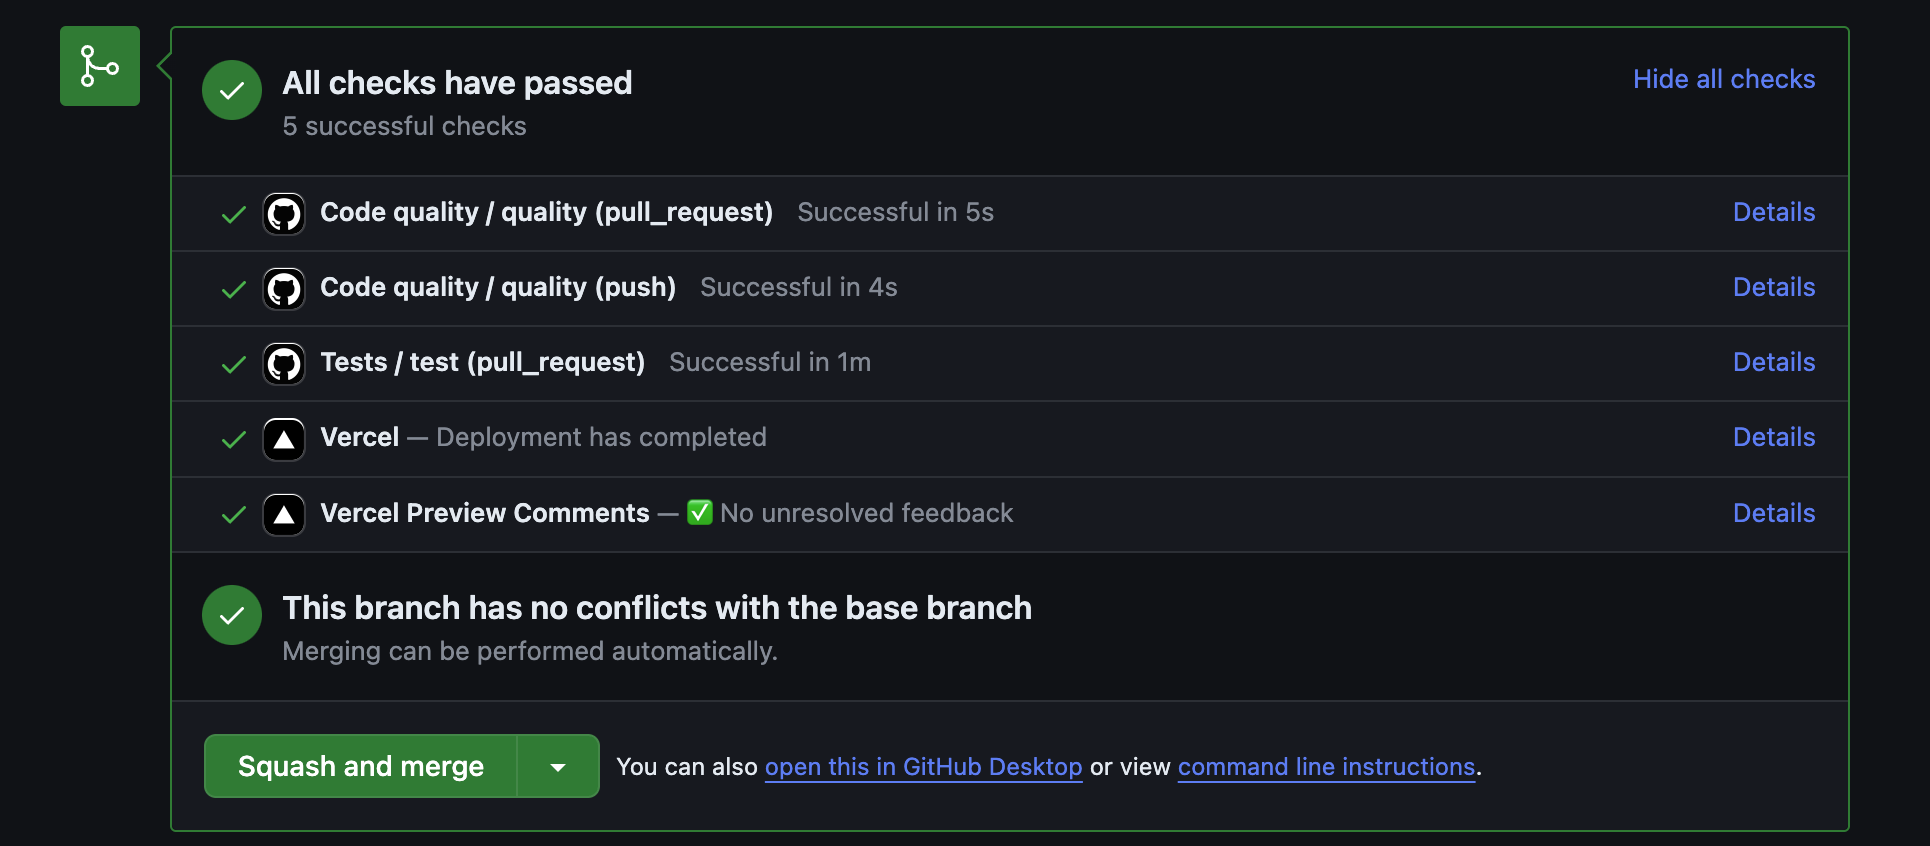 All checks have passed
Hide all checks
5 successful checks
Code quality / quality (pull_request) Successful in 5s Details
Code quality / quality (push) Successful in 4s Details
Tests / test (pull_request) Successful in 1m Details
Vercel — Deployment has completed Details
Vercel Preview Comments — ✅ No unresolved feedback Details
This branch has no conflicts with the base branch
Merging can be performed automatically.
Squash and merge You can also open this in GitHub Desktop or view command line instructions.